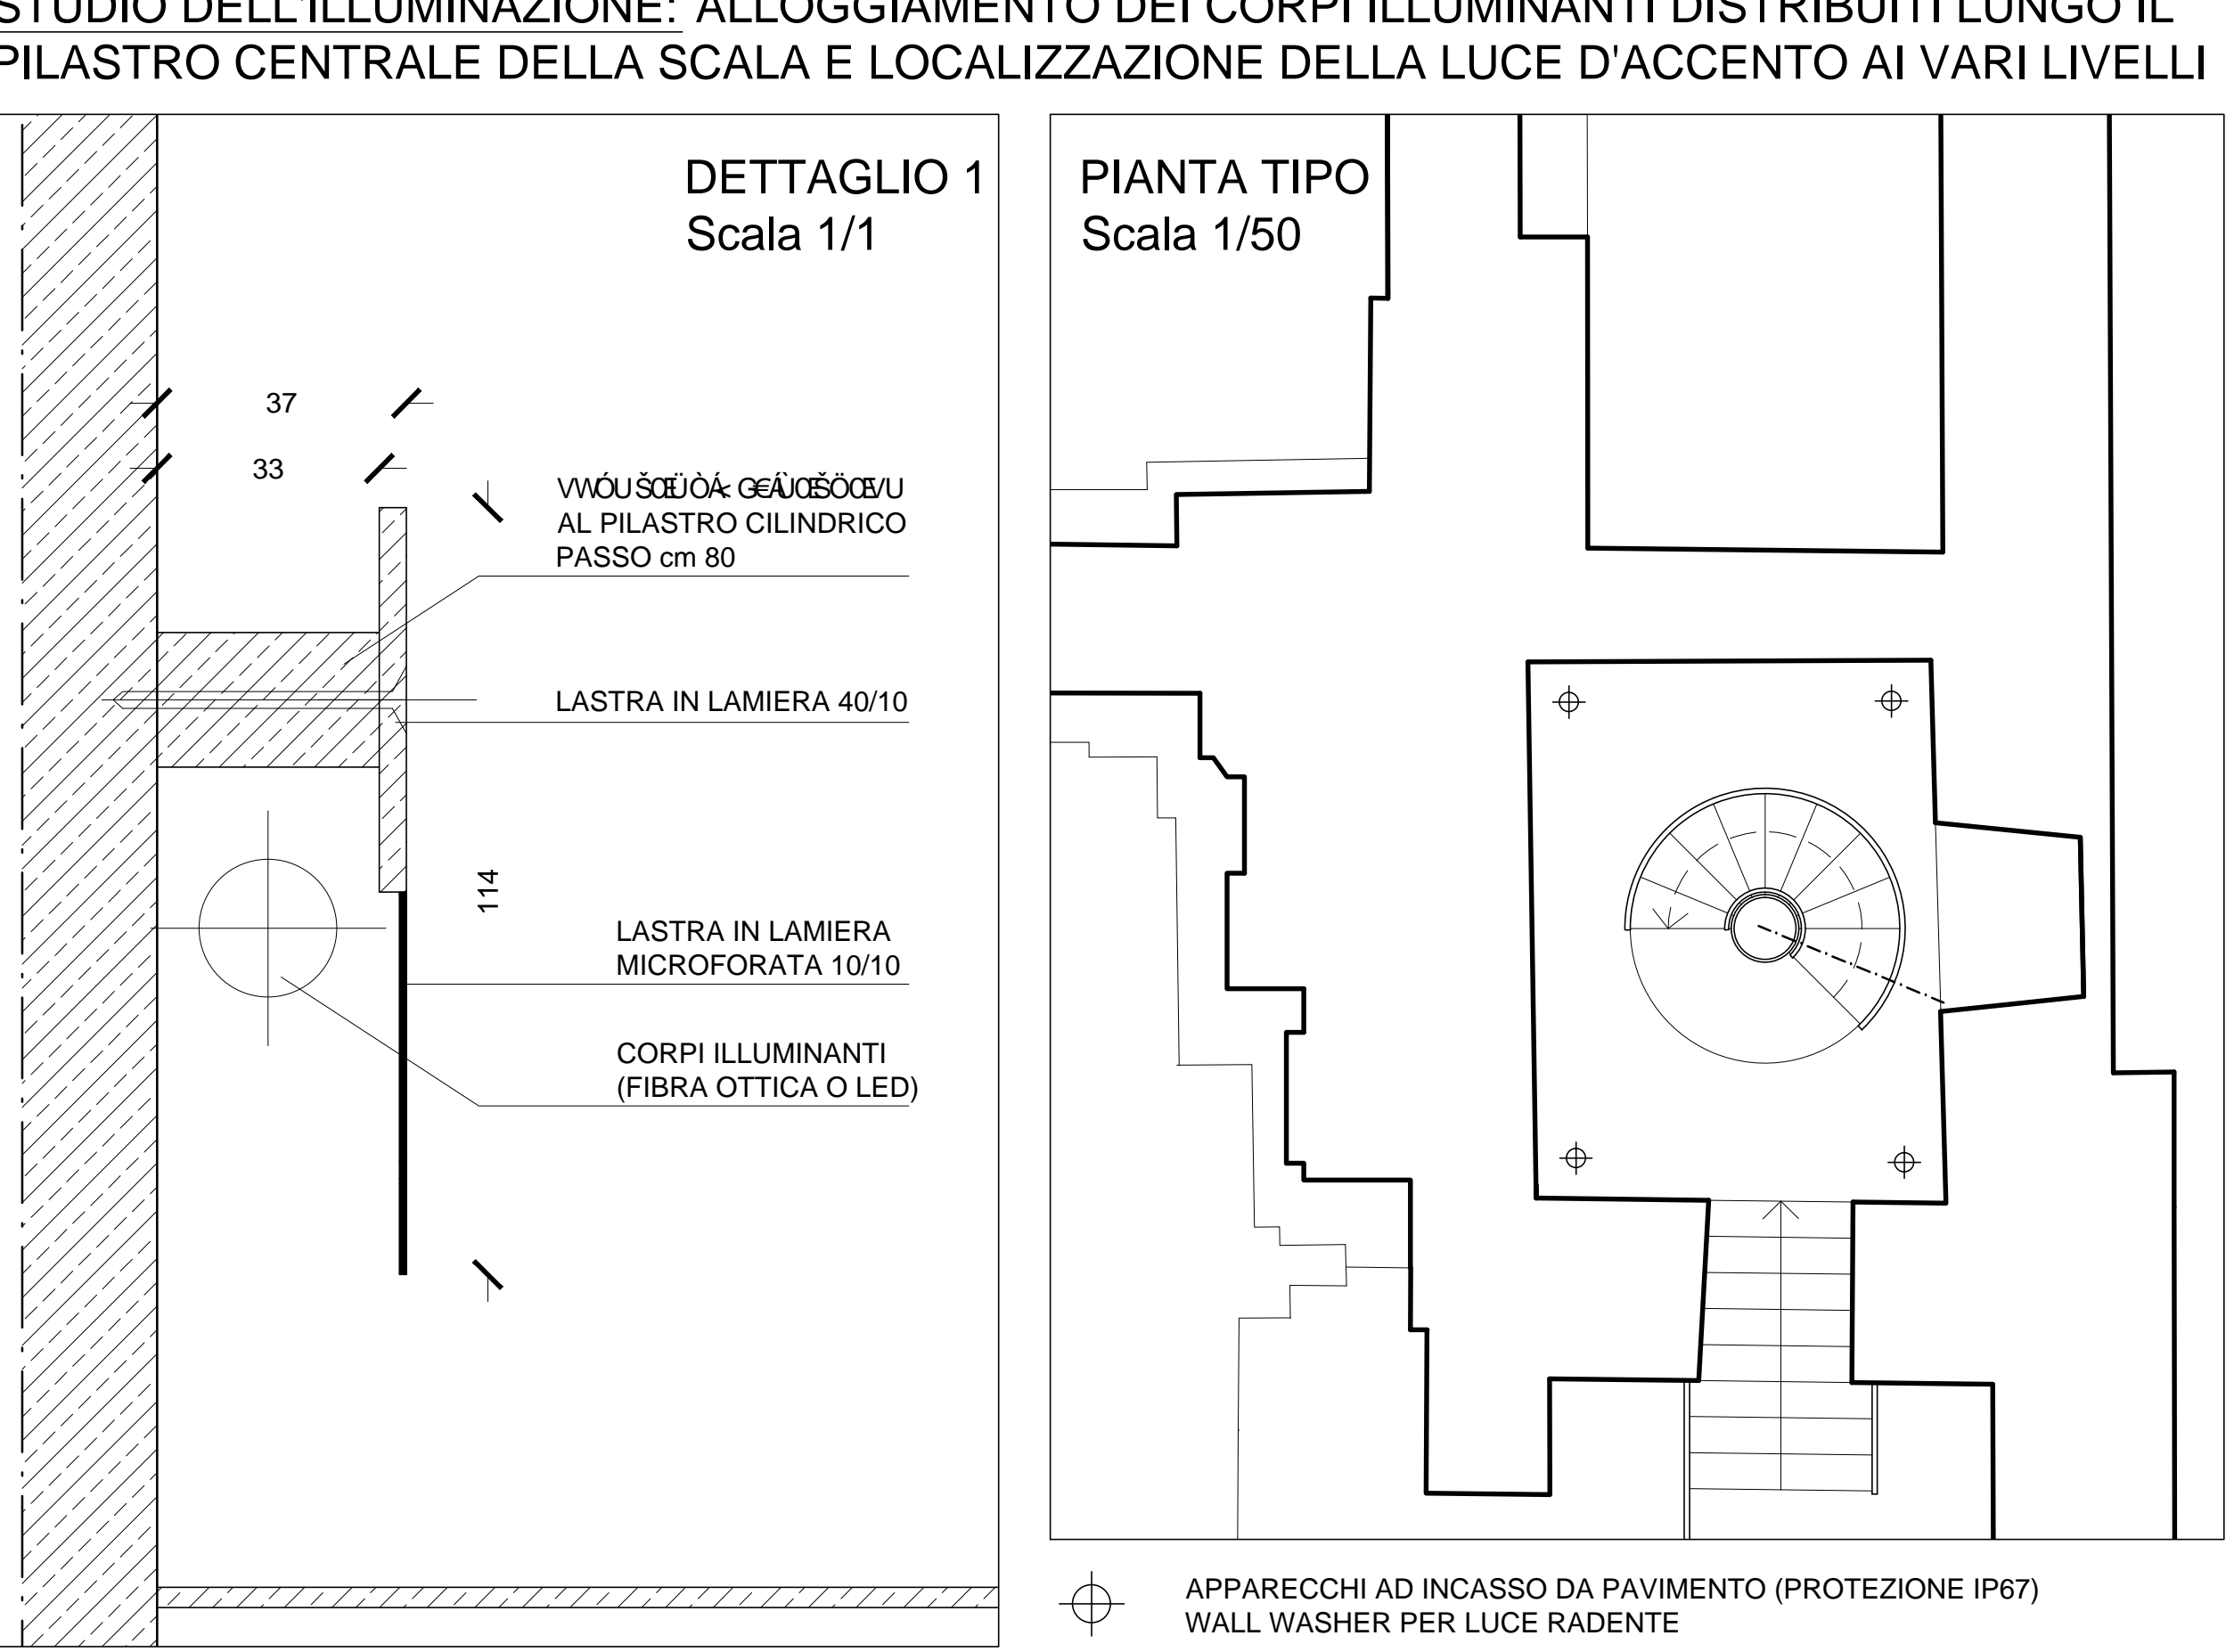 STUDIO DELL'ILLUMINAZIONE: ALLOGGIAMENTO DEI CORPI ILLUMINANTI DISTRIBUITI LUNGO IL
PILASTRO CENTRALE DELLA SCALA E LOCALIZZAZIONE DELLA LUCE D'ACCENTO AI VARI LIVELLI
DETTAGLIO 1
Scala 1/1
37
33
AL PILASTRO CILINDRICO
PASSO cm 80
LASTRA IN LAMIERA 40/10
114
LASTRA IN LAMIERA
MICROFORATA 10/10
CORPI ILLUMINANTI
(FIBRA OTTICA O LED)
PIANTA TIPO
Scala 1/50
APPARECCHI AD INCASSO DA PAVIMENTO (PROTEZIONE IP67)
WALL WASHER PER LUCE RADENTE